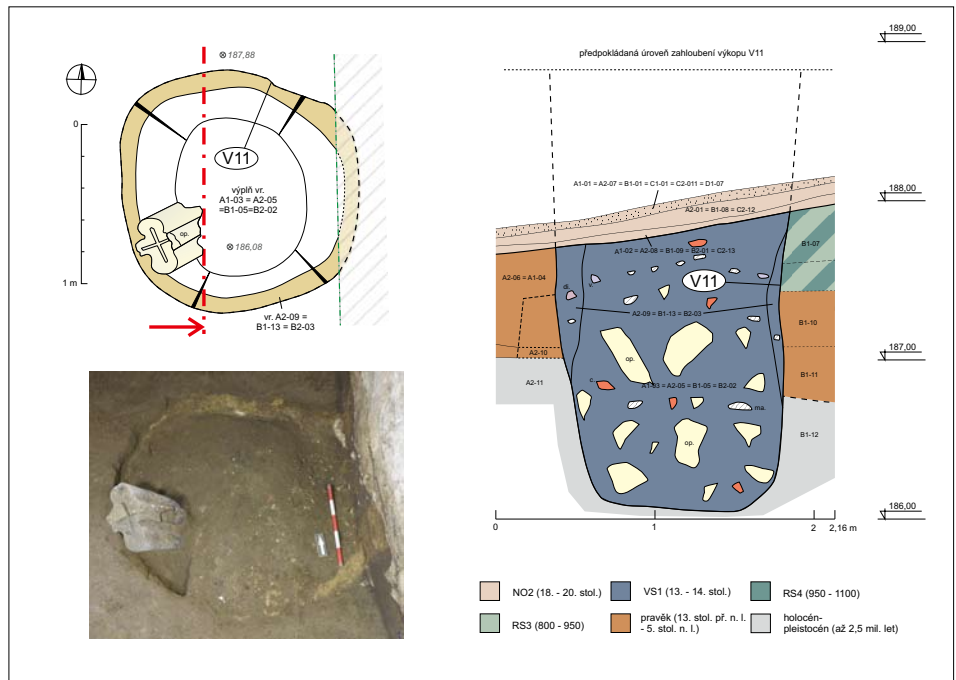 187,88
0
1 m
V11
výplň vr.
A1-03 = A2-05
=B1-05=B2-02
op.
186,08
vr. A2-09 =
B1-13 = B2-03
předpokládaná úroveň zahloubení výkopu V11
189,00
188,00
187,00
186,00
A1-01 = A2-07 = B1-01 = C1-01 = C2-011 = D1-07
A2-01 = B1-08 = C2-12
A1-02 = A2-08 = B1-09 = B2-01 = C2-13
B1-07
A2-06 = A1-04
V11
di.
A2-09 = B1-13 = B2-03
B1-10
A2-10
op.
A2-11
c.
A1-03 = A2-05 = B1-05 = B2-02
B1-11
ma.
op.
B1-12
0
1
2
2,16 m
NO2 (18. - 20. stol.)
VS1 (13. - 14. stol.)
RS4 (950 - 1100)
RS3 (800 - 950)
pravěk (13. stol. př. n. l.
- 5. stol. n. l.)
holocén-
pleistocén (až 2,5 mil. let)